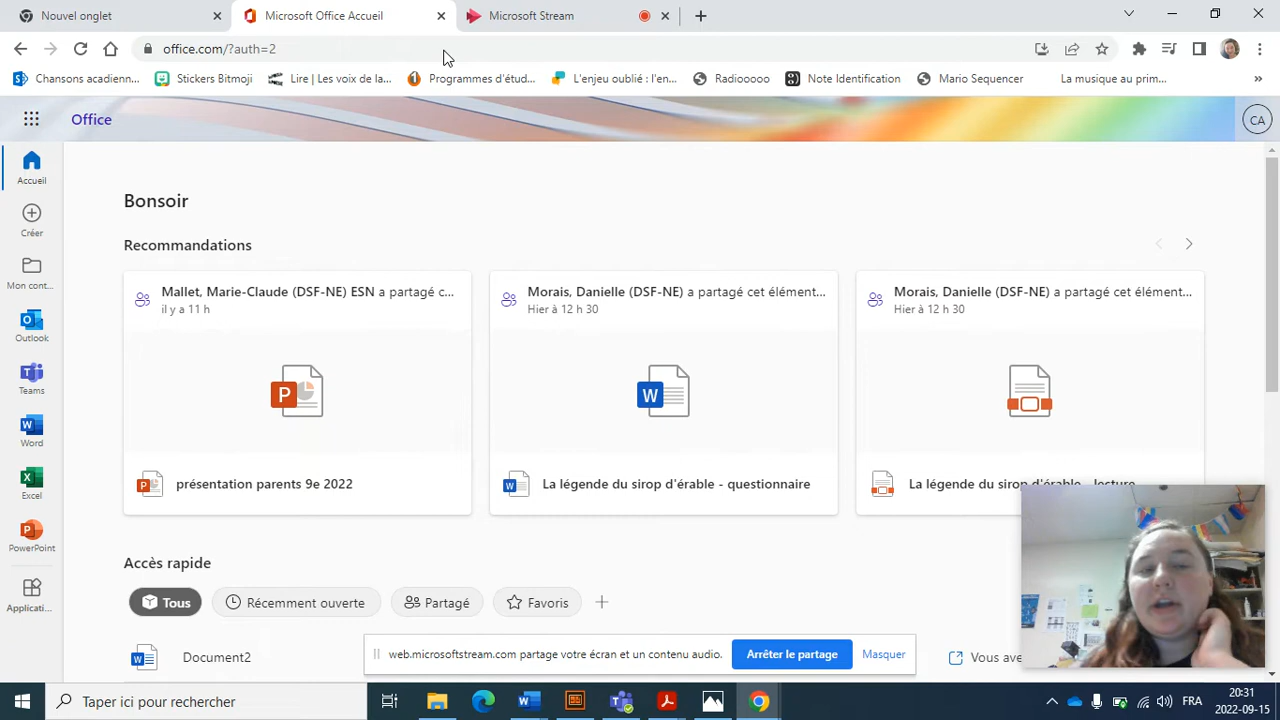 Nouvel onglet
Microsoft Office Accueil
Microsoft Stream
office.com/?auth=2
Chansons acadienn...
Stickers Bitmoji
Lire | Les voix de la...
Programmes d'étud...
L'enjeu oublié : l'en...
Radiooooo
Note Identification
Mario Sequencer
La musique au prim...
»
Office
CA
Accueil
Créer
Mon cont...
Outlook
Teams
Word
Excel
PowerPoint
Applicati...
Bonsoir
Recommandations
Mallet, Marie-Claude (DSF-NE) ESN a partagé c...
il y a 11 h
P
présentation parents 9e 2022
Morais, Danielle (DSF-NE) a partagé cet élément...
Hier à 12 h 30
W
La légende du sirop d'érable - questionnaire
Morais, Danielle (DSF-NE) a partagé cet élément...
Hier à 12 h 30
La légende du sirop d'érable - lecture
Accès rapide
Tous
Récemment ouverte
Partagé
Favoris
Document2
Vous ave
web.microsoftstream.com partage votre écran et un contenu audio.
Arrêter le partage
Masquer
Taper ici pour rechercher
FRA
20:31
2022-09-15